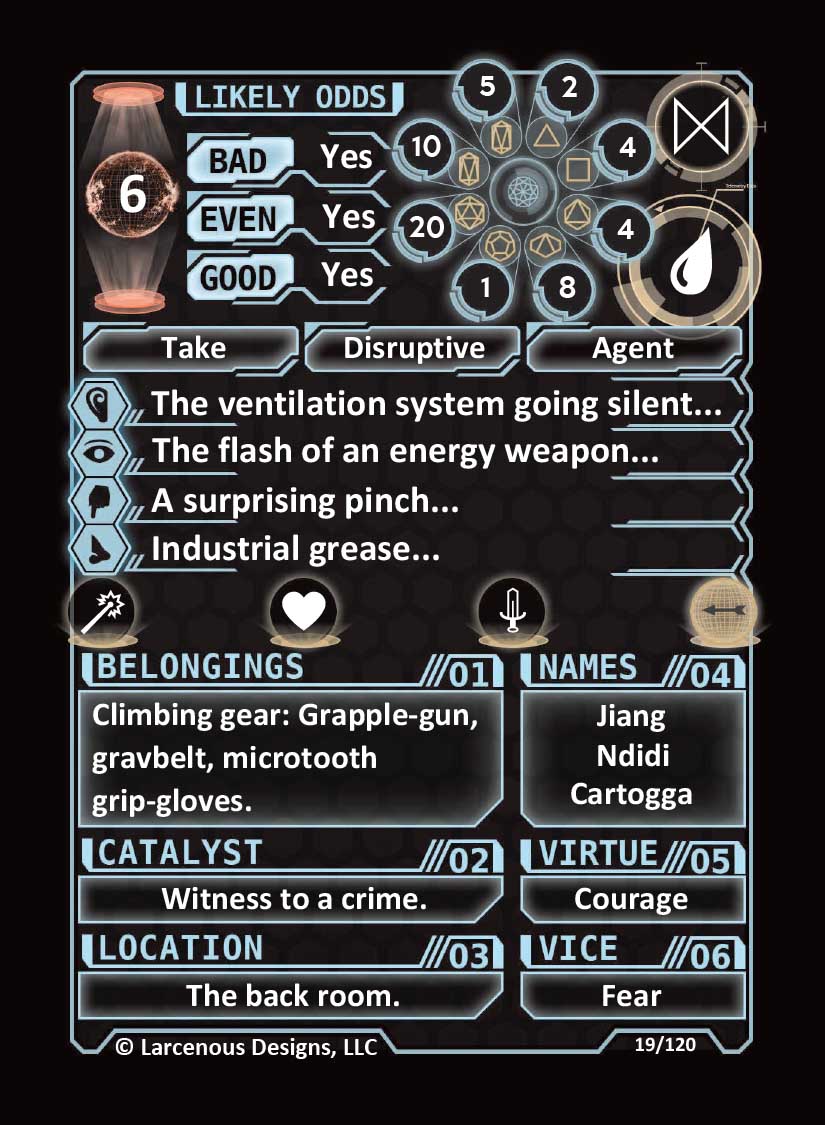 LIKELY ODDS
6
BAD Yes
EVEN Yes
GOOD Yes
5
2
10
4
20
4
1
8
Take Disruptive Agent
The ventilation system going silent...
The flash of an energy weapon...
A surprising pinch...
Industrial grease...
BELONGINGS ///01
Climbing gear: Grapple-gun,
gravbelt, microtooth
grip-gloves.
NAMES ///04
Jiang
Ndidi
Cartogga
CATALYST ///02
Witness to a crime.
VIRTUE ///05
Courage
LOCATION ///03
The back room.
VICE ///06
Fear
© Larcenous Designs, LLC
19/120